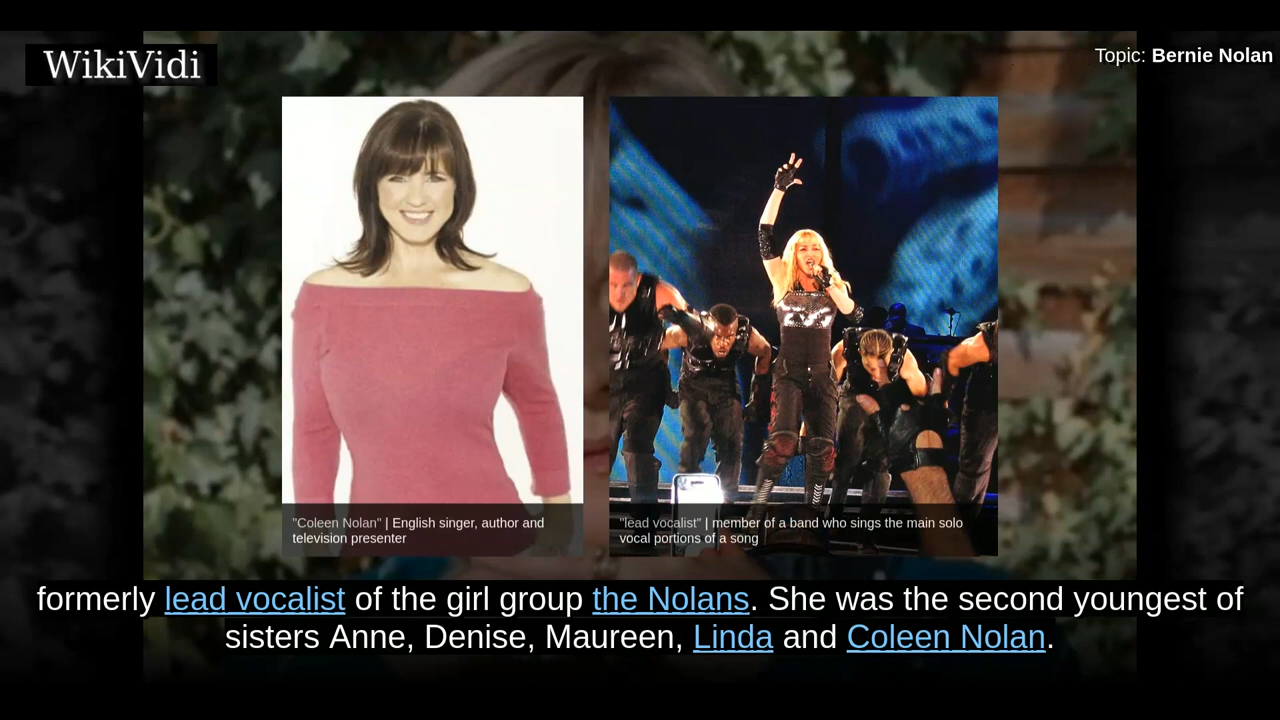 WikiVidi
Topic: Bernie Nolan
"Coleen Nolan" | English singer, author and
television presenter
"lead vocalist" | member of a band who sings the main solo
vocal portions of a song
formerly lead vocalist of the girl group the Nolans. She was the second youngest of
sisters Anne, Denise, Maureen, Linda and Coleen Nolan.